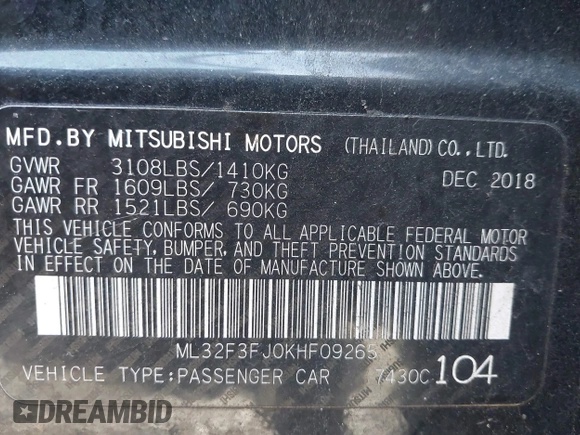 MFD.BY MITSUBISHI MOTORS (THAILAND) CO.,LTD.
GVWR 3108LBS/1410KG DEC 2018
GAWR FR 1609LBS/ 730KG
GAWR RR 1521LBS/ 690KG
THIS VEHICLE CONFORMS TO ALL APPLICABLE FEDERAL MOTOR
VEHICLE SAFETY, BUMPER, AND THEFT PREVENTION STANDARDS
IN EFFECT ON THE DATE OF MANUFACTURE SHOWN ABOVE.
ML32F3FJ0KHF09265
VEHICLE TYPE:PASSENGER CAR 7430C 104
DREAMBID